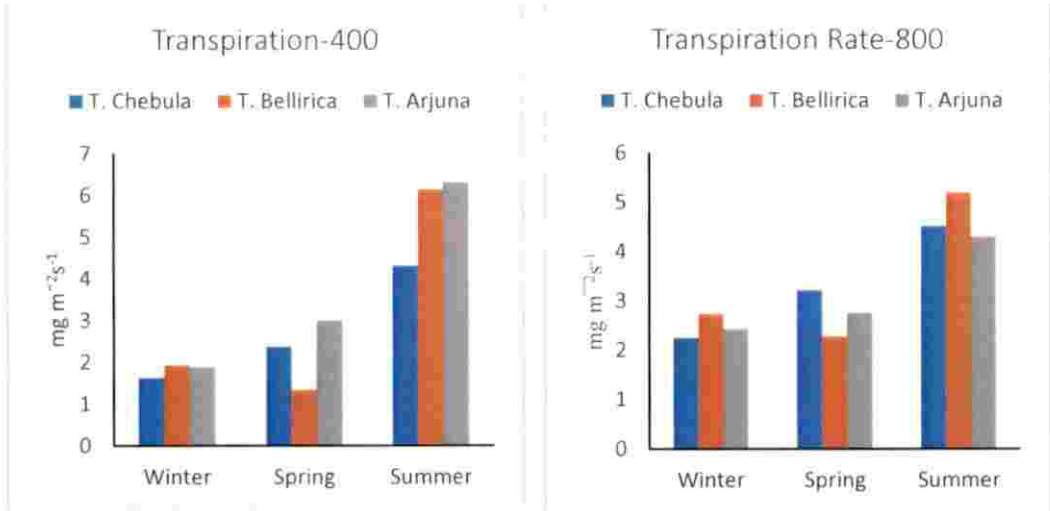 Transpiration-400
T. Chebula T. Bellirica T. Arjuna
7
6
5
4
3
2
1
0
mg m⁻²s⁻¹
Winter Spring Summer
Transpiration Rate-800
T. Chebula T. Bellirica T. Arjuna
6
5
4
3
2
1
0
mg m⁻²s⁻¹
Winter Spring Summer